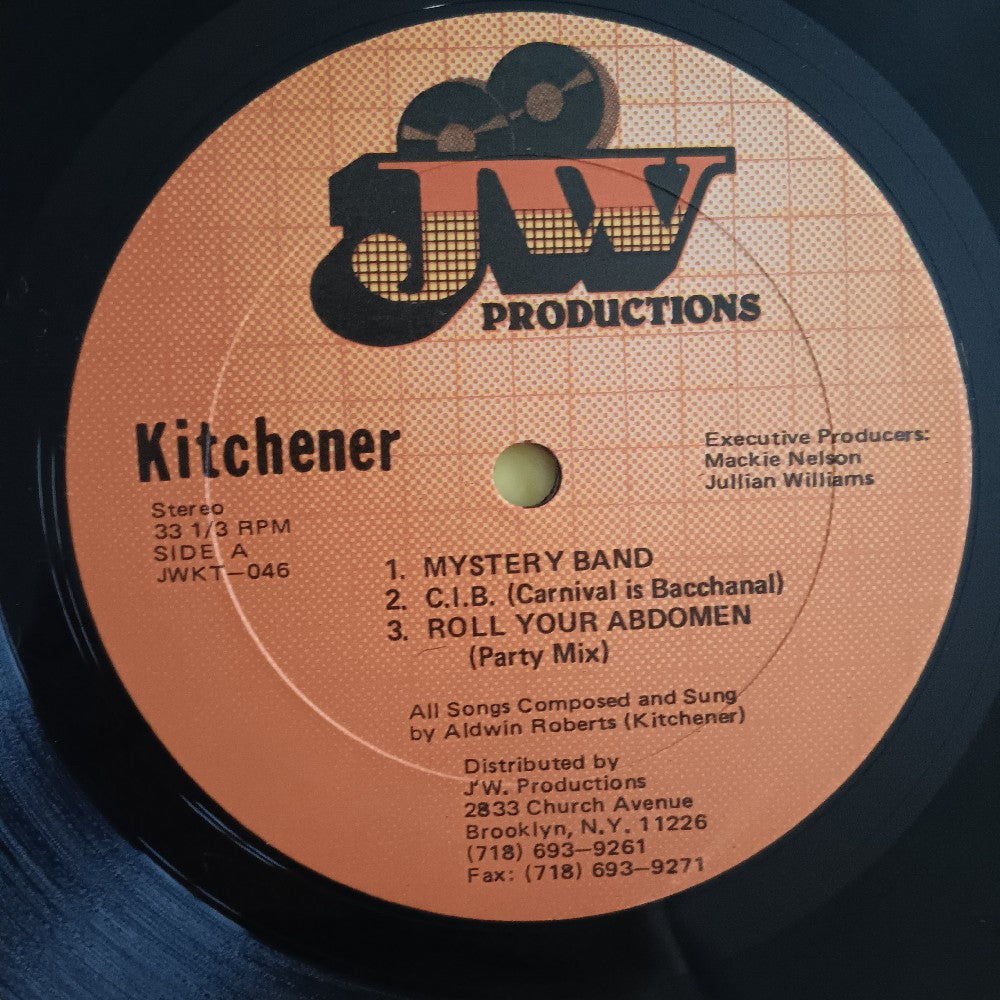 JW
PRODUCTIONS
Kitchener
Executive Producers:
Mackie Nelson
Jullian Williams
Stereo
33 1/3 RPM
SIDE A
JWKT—046
1. MYSTERY BAND
2. C.I.B. (Carnival is Bacchanal)
3. ROLL YOUR ABDOMEN
(Party Mix)
All Songs Composed and Sung
by Aldwin Roberts (Kitchener)
Distributed by
J'W. Productions
2833 Church Avenue
Brooklyn, N.Y. 11226
(718) 693—9261
Fax: (718) 693—9271